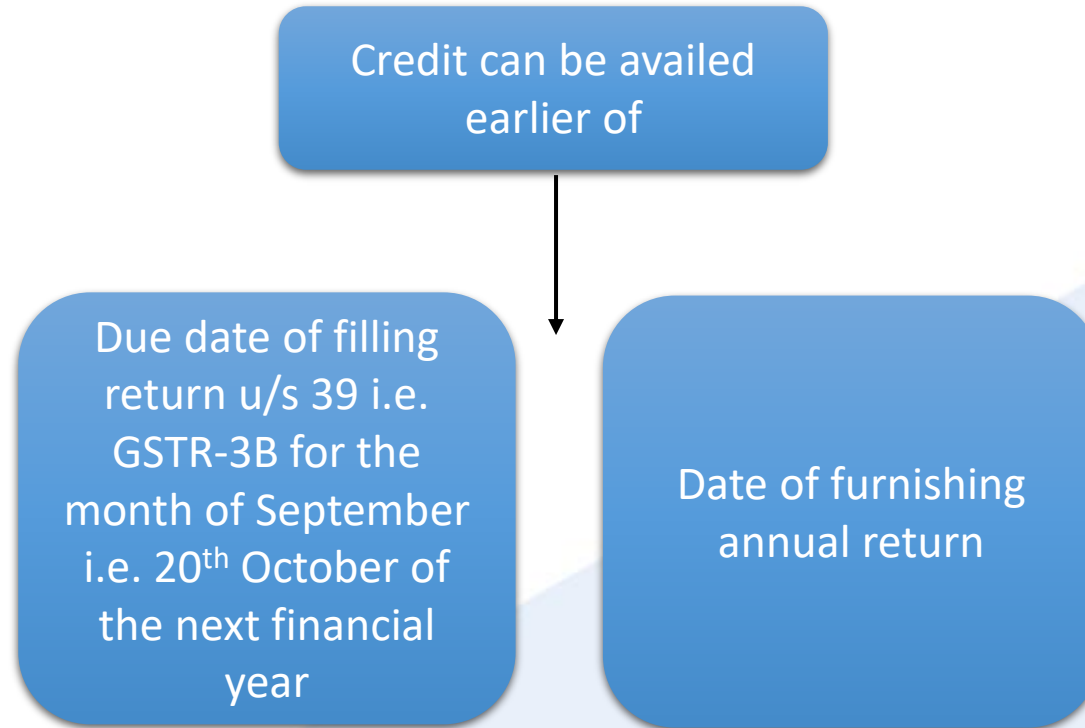 Credit can be availed
earlier of
Due date of filling
return u/s 39 i.e.
GSTR-3B for the
month of September
i.e. 20th October of
the next financial
year
Date of furnishing
annual return